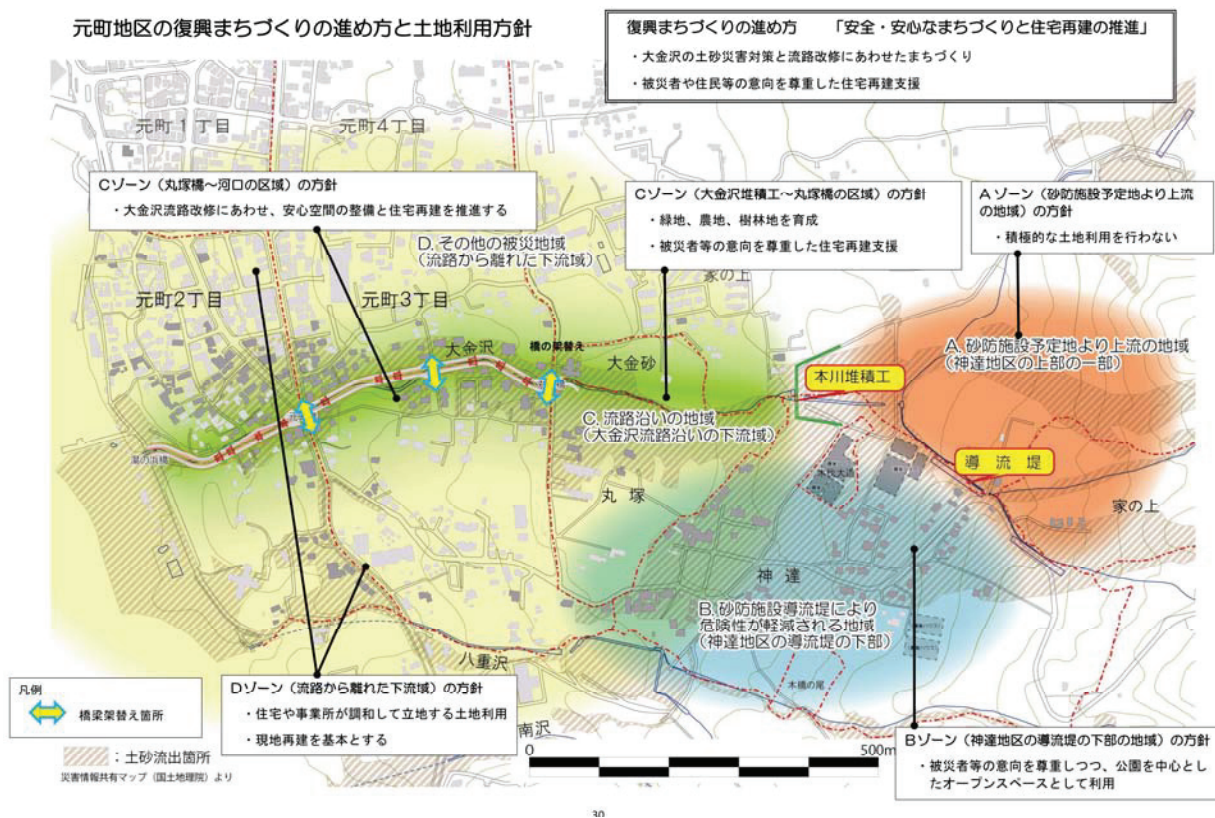 元町地区の復興まちづくりの進め方と土地利用方針
復興まちづくりの進め方 「安全・安心なまちづくりと住宅再建の推進」
・大金沢の土砂災害対策と流路改修にあわせたまちづくり
・被災者や住民等の意向を尊重した住宅再建支援
元町1丁目
元町4丁目
Cゾーン(丸塚橋～河口の区域)の方針
・大金沢流路改修にあわせ、安心空間の整備と住宅再建を推進する
Cゾーン(大金沢堆積工～丸塚橋の区域)の方針
・緑地、農地、樹林地を育成
・被災者等の意向を尊重した住宅再建支援
Aゾーン(砂防施設予定地より上流
の地域)の方針
・積極的な土地利用を行わない
D. その他の被災地域
(流路から離れた下流域)
家の上
元町2丁目
元町3丁目
大金沢
橋の架替え
大金砂
A. 砂防施設予定地より上流の地域
(神達地区の上部の一部)
本川堆積工
C. 流路沿いの地域
(大金沢流路沿いの下流域)
湯の浜橋
導流堤
丸塚
家の上
神達
B. 砂防施設導流堤により
危険性が軽減される地域
(神達地区の導流堤の下部)
八重沢
木橋の尾
凡例
橋梁架替え箇所
Dゾーン(流路から離れた下流域)の方針
・住宅や事業所が調和して立地する土地利用
・現地再建を基本とする
南沢
0 500m
:土砂流出箇所
災害情報共有マップ(国土地理院)より
Bゾーン(神達地区の導流堤の下部の地域)の方針
・被災者等の意向を尊重しつつ、公園を中心とし
たオープンスペースとして利用
30